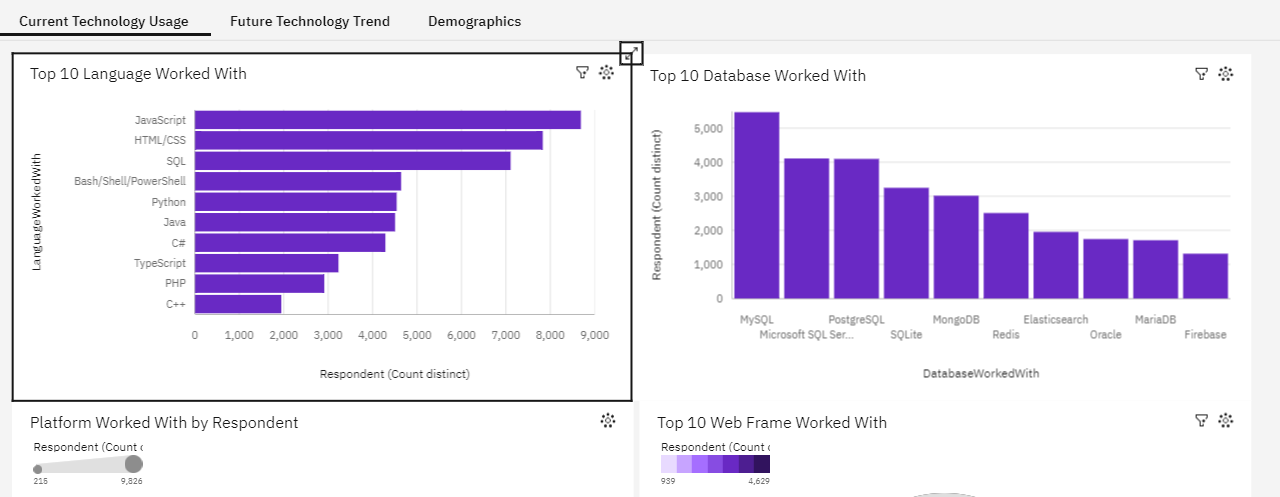 Current Technology Usage Future Technology Trend Demographics
Top 10 Language Worked With
LanguageWorkedWith
JavaScript
HTML/CSS
SQL
Bash/Shell/PowerShell
Python
Java
C#
TypeScript
PHP
C++
0 1,000 2,000 3,000 4,000 5,000 6,000 7,000 8,000 9,000
Respondent (Count distinct)
Top 10 Database Worked With
Respondent (Count distinct)
5,000
4,000
3,000
2,000
1,000
0
MySQL PostgreSQL MongoDB Elasticsearch MariaDB
Microsoft SQL Ser... SQLite Redis Oracle Firebase
DatabaseWorkedWith
Platform Worked With by Respondent
Respondent (Count c
215 9,826
Top 10 Web Frame Worked With
Respondent (Count c
939 4,629